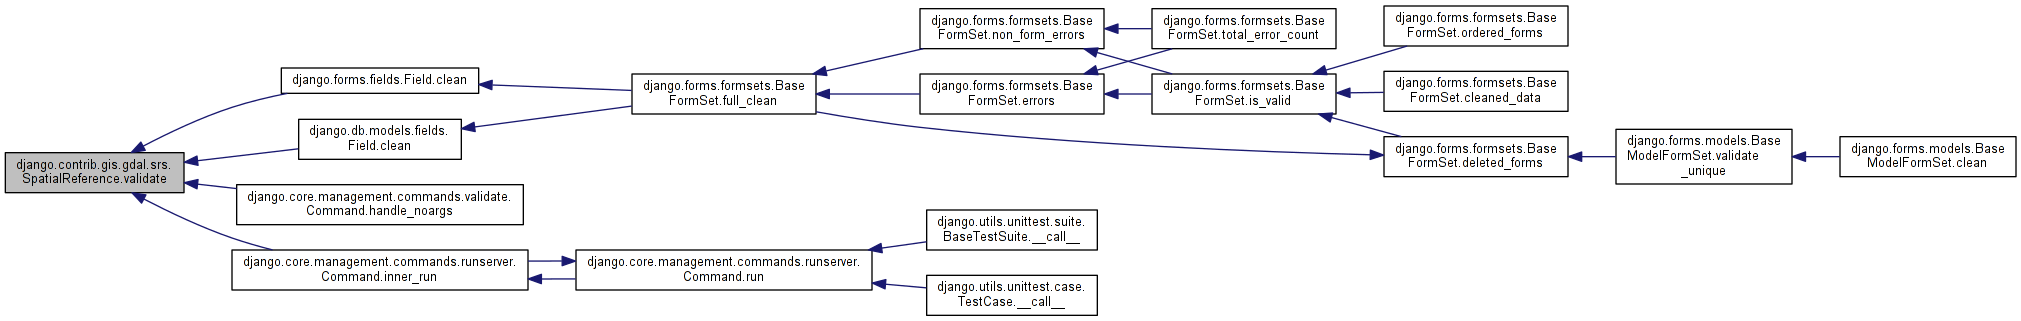 django.contrib.gis.gdal.srs.
SpatialReference.validate
django.forms.fields.Field.clean
django.db.models.fields.
Field.clean
django.core.management.commands.validate.
Command.handle_noargs
django.core.management.commands.runserver.
Command.inner_run
django.forms.formsets.Base
FormSet.full_clean
django.core.management.commands.runserver.
Command.run
django.forms.formsets.Base
FormSet.non_form_errors
django.forms.formsets.Base
FormSet.errors
django.utils.unittest.suite.
BaseTestSuite.__call__
django.utils.unittest.case.
TestCase.__call__
django.forms.formsets.Base
FormSet.total_error_count
django.forms.formsets.Base
FormSet.is_valid
django.forms.formsets.Base
FormSet.ordered_forms
django.forms.formsets.Base
FormSet.cleaned_data
django.forms.formsets.Base
FormSet.deleted_forms
django.forms.models.Base
ModelFormSet.validate
_unique
django.forms.models.Base
ModelFormSet.clean